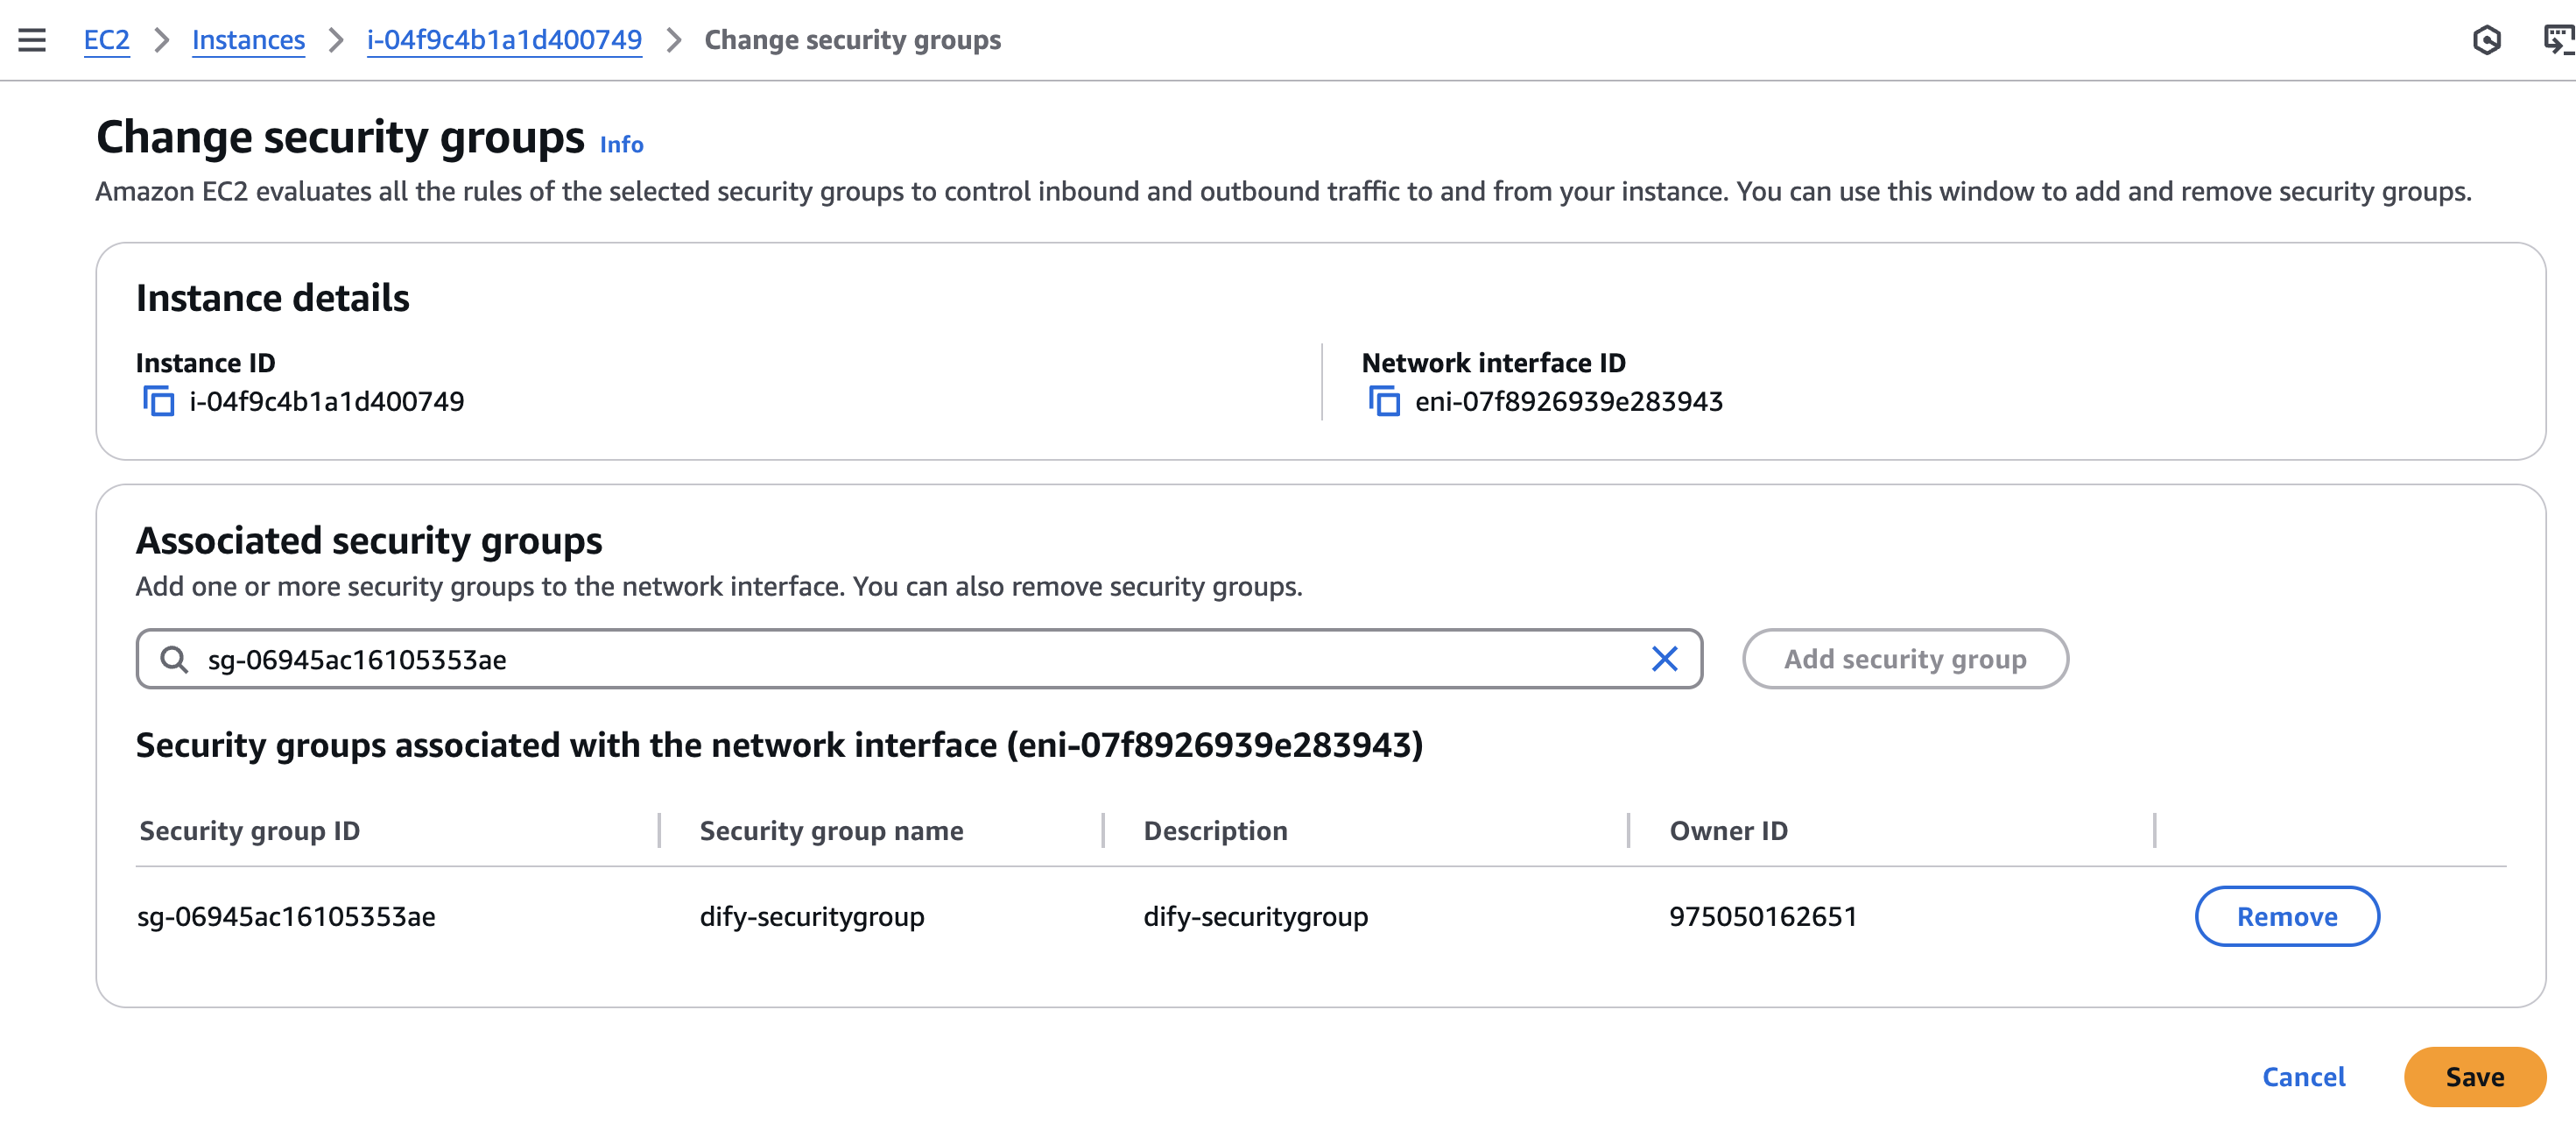 EC2 > Instances > i-04f9c4b1a1d400749 > Change security groups
Change security groups Info
Amazon EC2 evaluates all the rules of the selected security groups to control inbound and outbound traffic to and from your instance. You can use this window to add and remove security groups.
Instance details
Instance ID Network interface ID
i-04f9c4b1a1d400749 eni-07f8926939e283943
Associated security groups
Add one or more security groups to the network interface. You can also remove security groups.
sg-06945ac16105353ae Add security group
Security groups associated with the network interface (eni-07f8926939e283943)
Security group ID Security group name Description Owner ID
sg-06945ac16105353ae dify-securitygroup dify-securitygroup 975050162651 Remove
Cancel Save